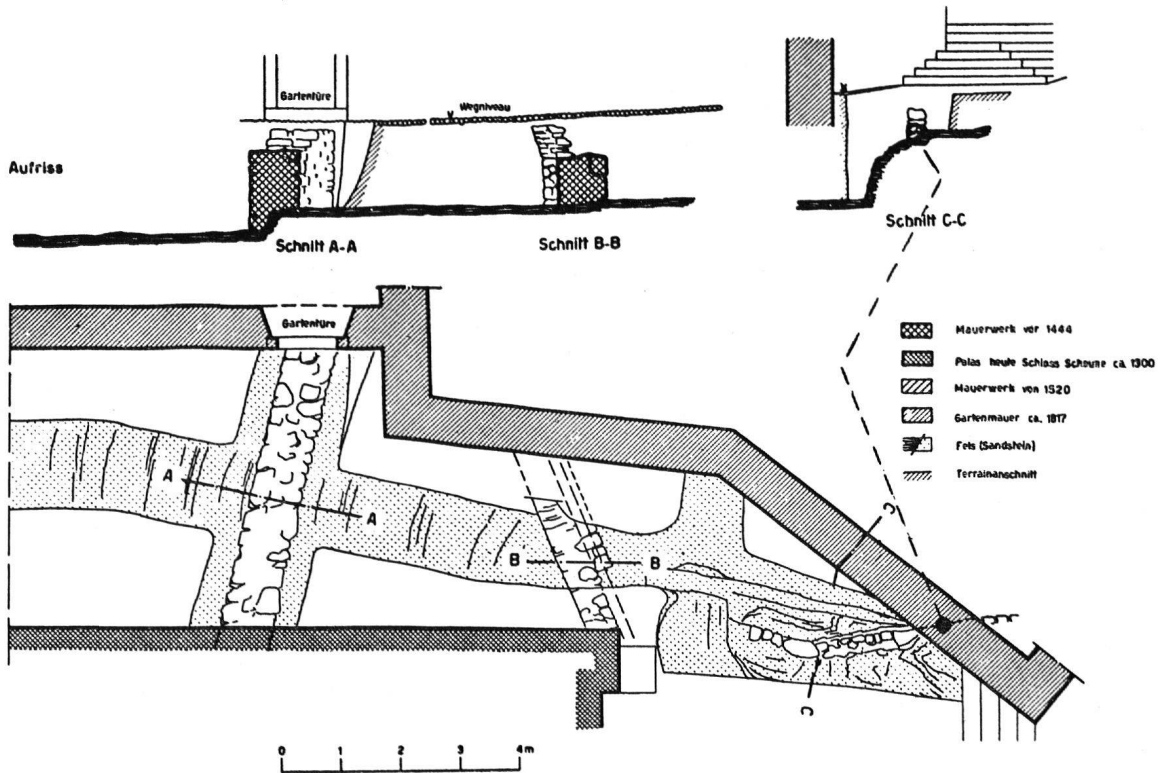 Gartentüre
Wegniveau
Aufriss
Schnitt A-A
Schnitt B-B
Schnitt C-C
Gartentüre
Mauerwerk vor 1444
Palas heute Schloss Scheune ca. 1300
Mauerwerk von 1520
Gartenmauer ca. 1817
Fels (Sandstein)
Terrainanschnitt
A
A
B
B
C
C
0 1 2 3 4m